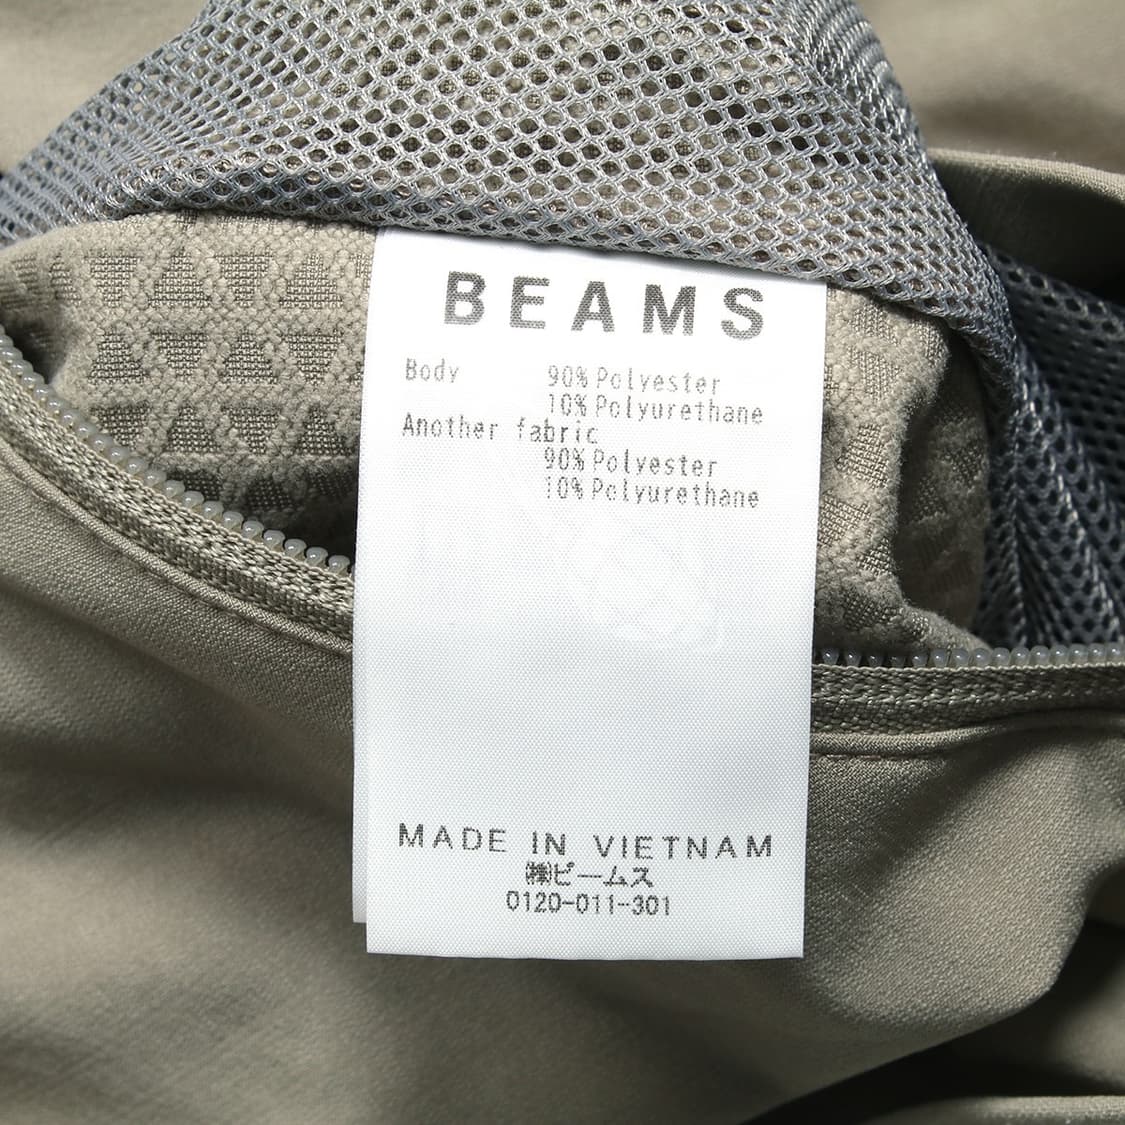 BEAMS
Body 90% Polyester
10% Polyurethane
Another fabric
90% Polyester
10% Polyurethane
MADE IN VIETNAM
㈱ビームス
0120-011-301